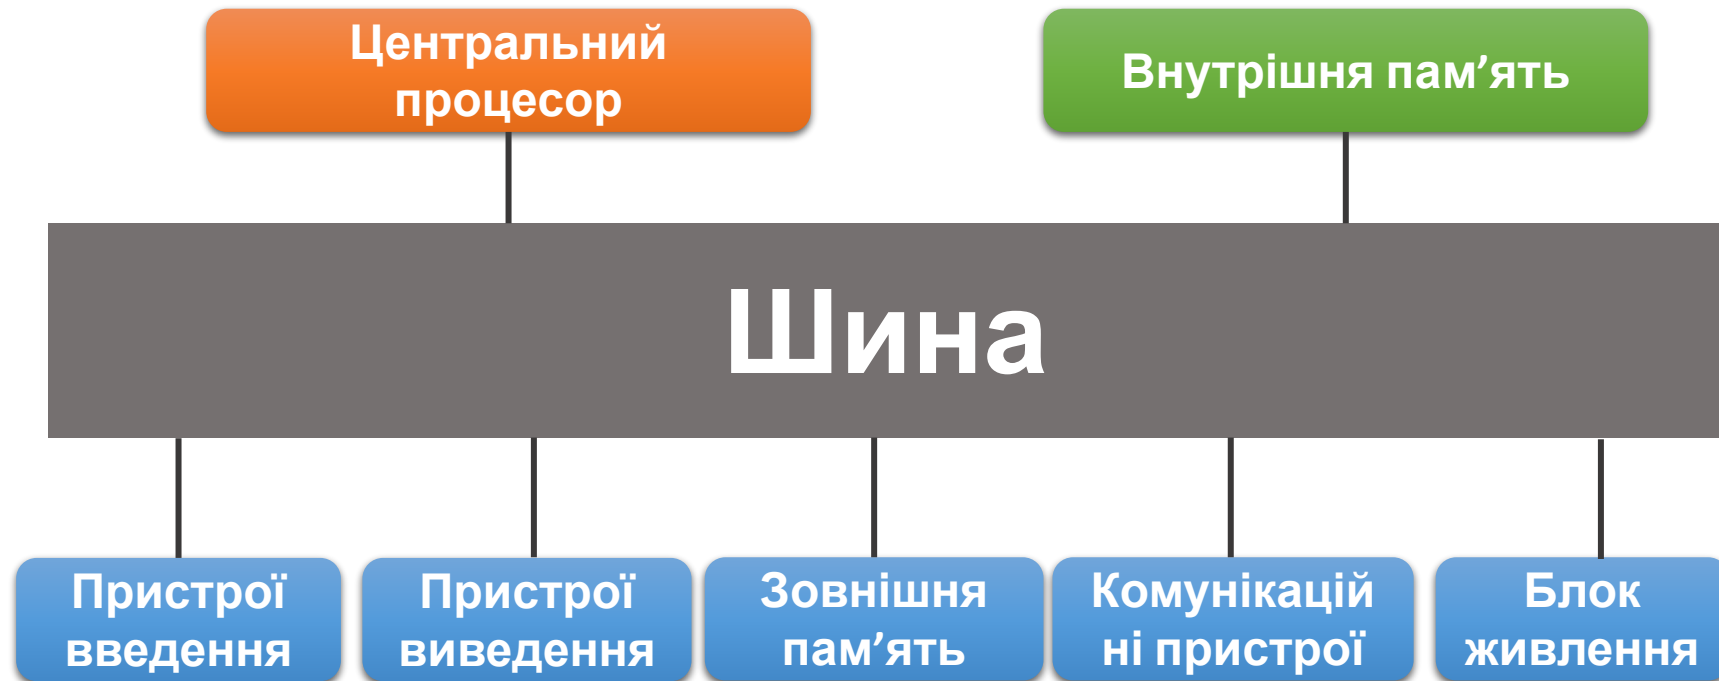 Центральний
процесор
Внутрішня пам’ять
Шина
Пристрої
введення
Пристрої
виведення
Зовнішня
пам’ять
Комунікацій
ні пристрої
Блок
живлення